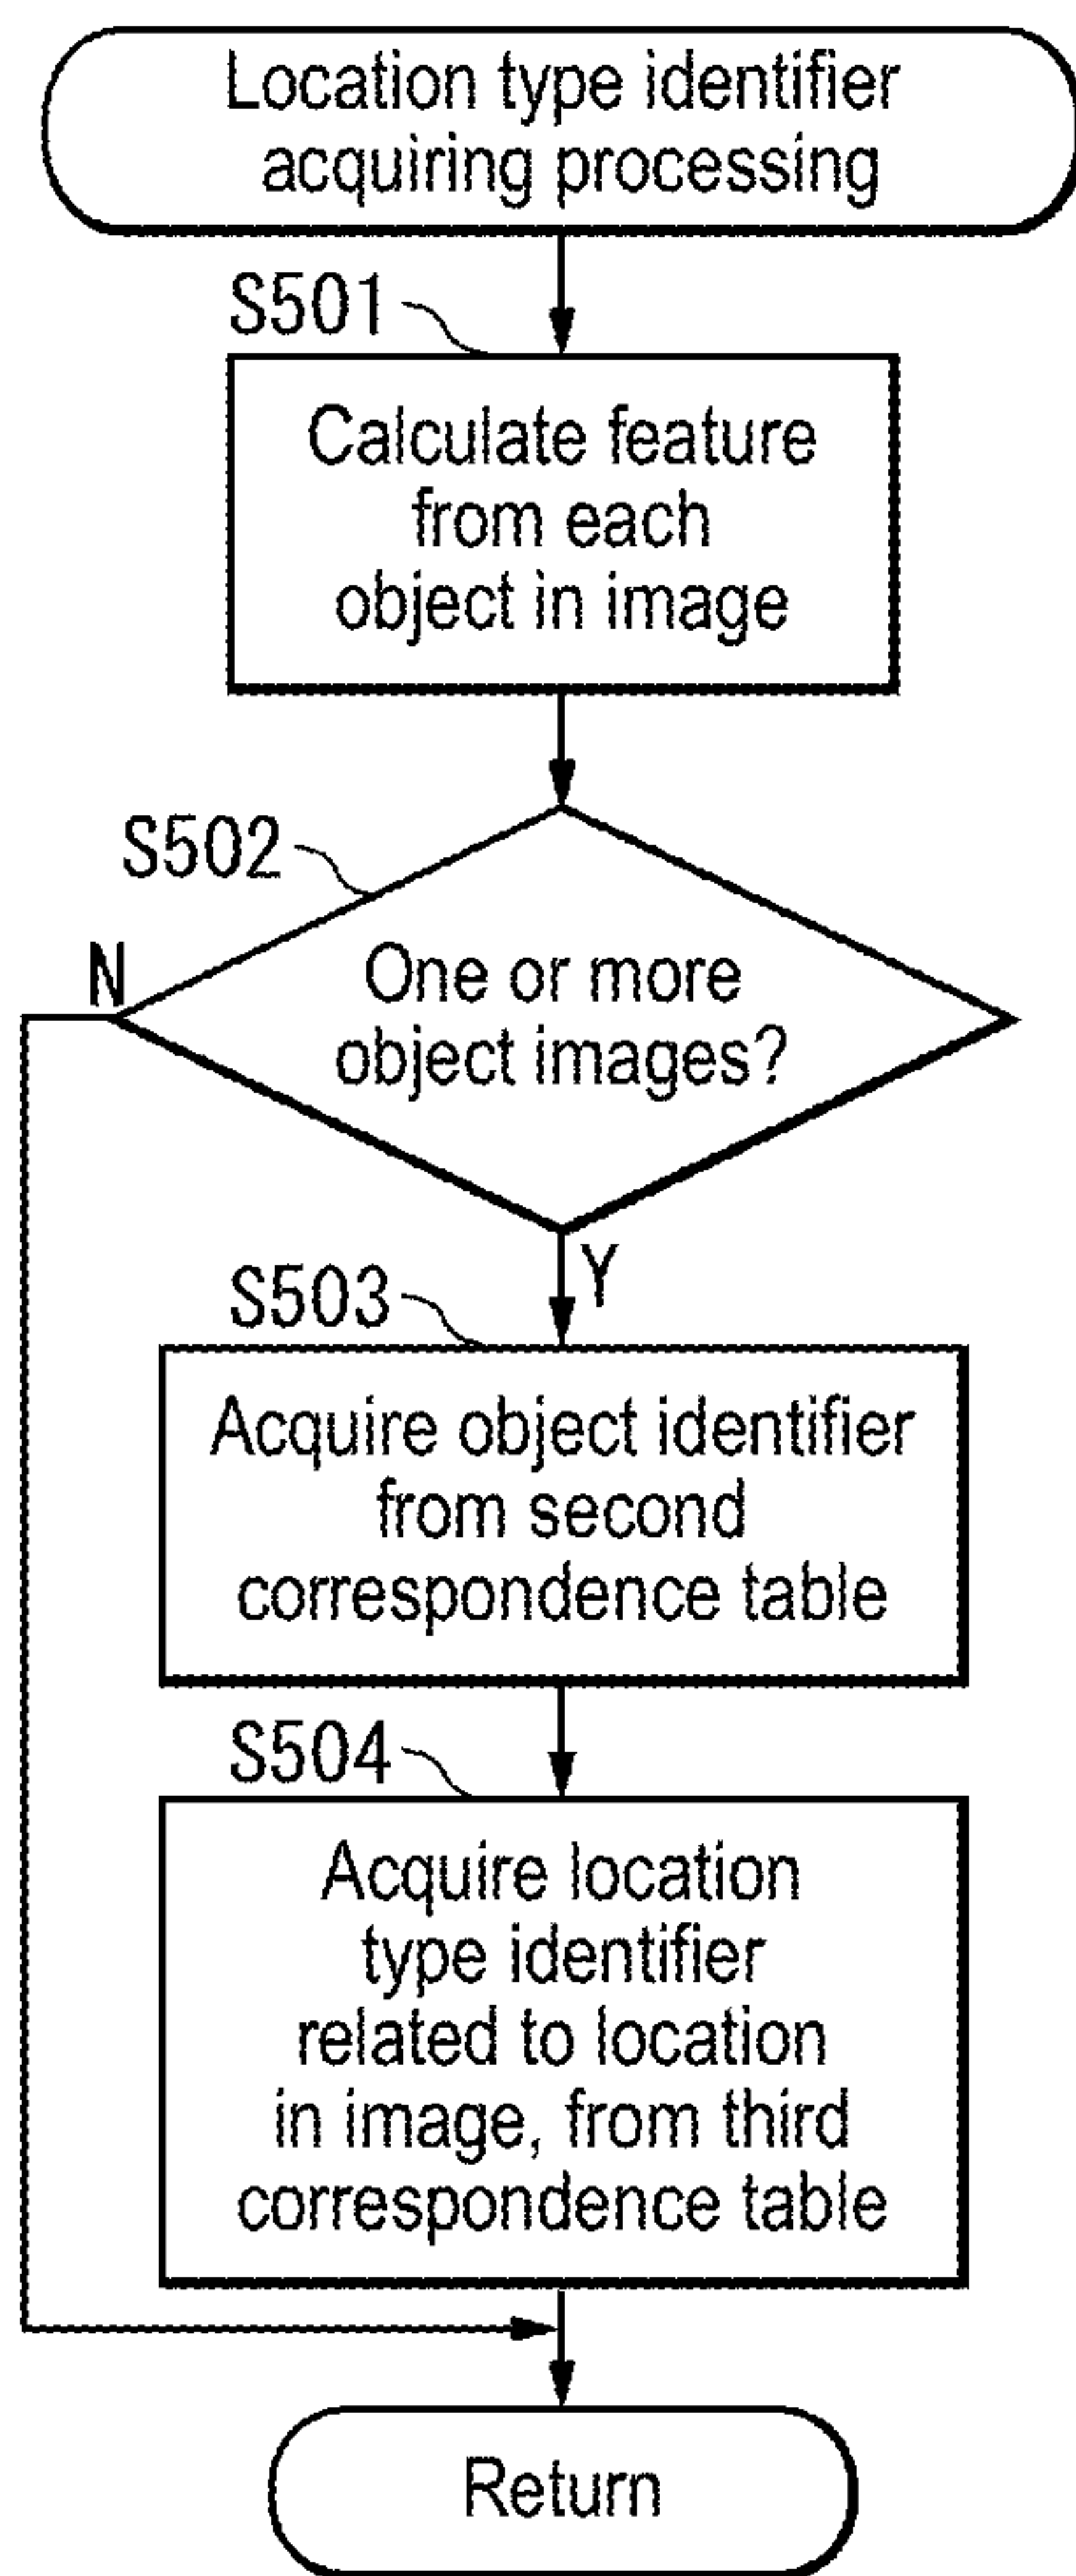 Location type identifier
acquiring processing
S501
Calculate feature
from each
object in image
S502
N
One or more
object images?
Y
S503
Acquire object identifier
from second
correspondence table
S504
Acquire location
type identifier
related to location
in image, from third
correspondence table
Return